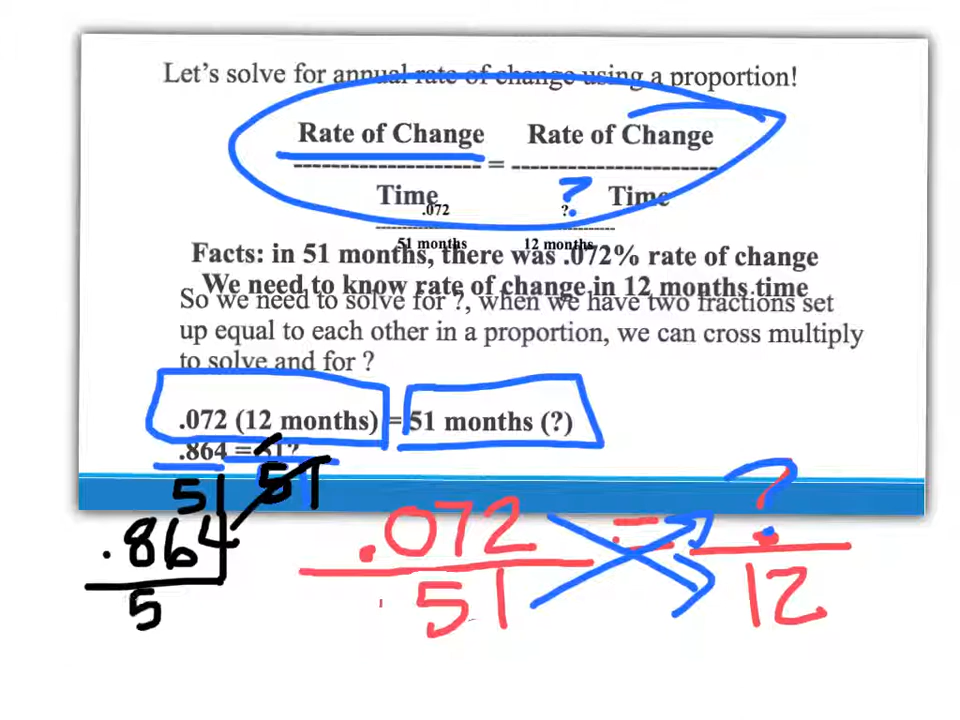 Let's solve for annual rate of change using a proportion!
Rate of Change Rate of Change
-------------------- = ----------------------
Time ? Time
.072 ?
51 months 12 months
Facts: in 51 months, there was .072% rate of change
We need to know rate of change in 12 months time
So we need to solve for ?, when we have two fractions set
up equal to each other in a proportion, we can cross multiply
to solve and for ?
.072 (12 months) = 51 months (?)
.864 = 51?
51 51
.864
5
.072 = ?
51 12